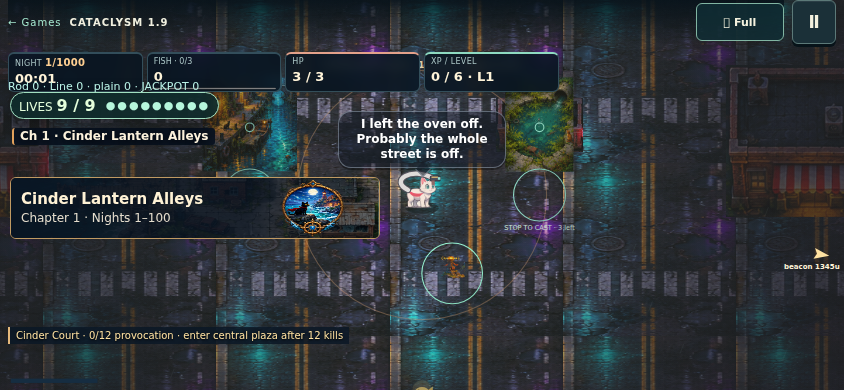 ← Games CATACLYSM 1.9
Full
NIGHT 1/1000
00:01
FISH · 0/3
0
HP
3 / 3
XP / LEVEL
0 / 6 · L1
Rod 0 · Line 0 · plain 0 · JACKPOT 0
LIVES 9 / 9
Ch 1 · Cinder Lantern Alleys
I left the oven off.
Probably the whole
street is off.
Cinder Lantern Alleys
Chapter 1 · Nights 1–100
STOP TO CAST · 3 left
beacon 1345u
Cinder Court · 0/12 provocation · enter central plaza after 12 kills